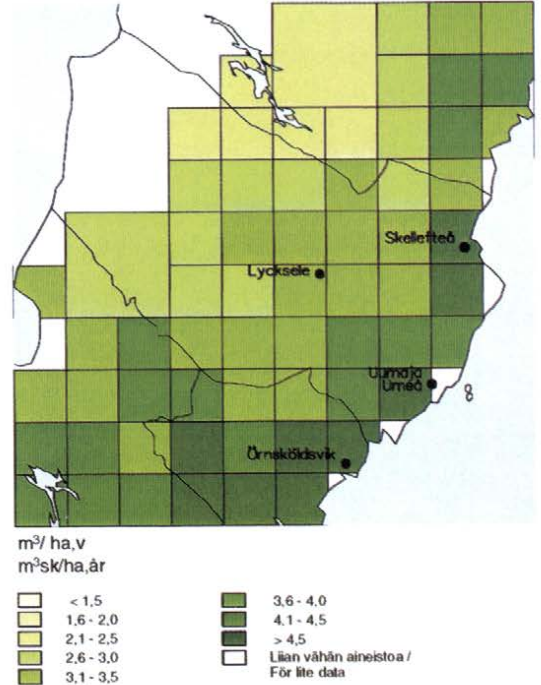 Skellefteå
Lycksele
Uumaja
Umeå
Örnsköldsvik
m³/ ha,v
m³sk/ha,år
< 1,5
1,6 - 2,0
2,1 - 2,5
2,6 - 3,0
3,1 - 3,5
3,6 - 4,0
4,1 - 4,5
> 4,5
Liian vähän aineistoa /
För lite data